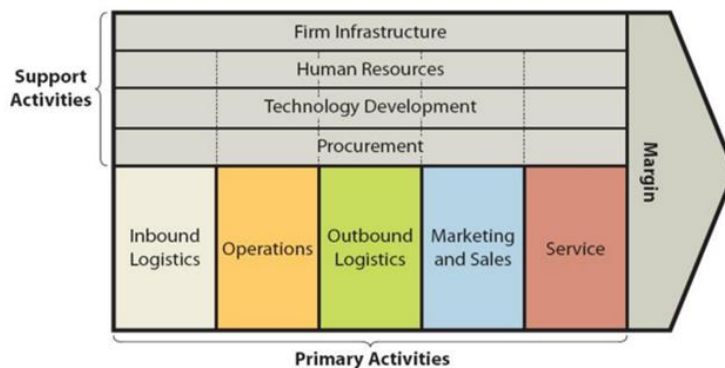 Support
Activities
Firm Infrastructure
Human Resources
Technology Development
Procurement
Inbound
Logistics
Operations
Outbound
Logistics
Marketing
and Sales
Service
Margin
Primary Activities